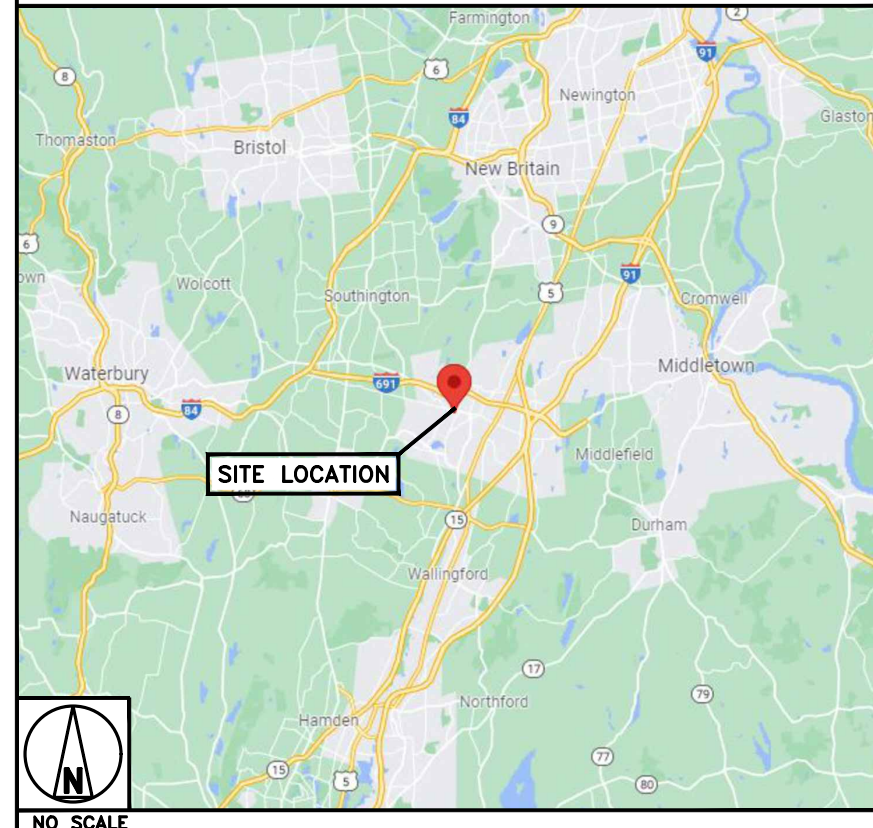 Farmington
2
8
6
91
Newington
84
Glaston
Thomaston
Bristol
New Britain
9
6
own
Wolcott
Southington
5
91
Cromwell
Waterbury
691
Middletown
8
84
SITE LOCATION
Middlefield
Naugatuck
15
Durham
Wallingford
17
79
Northford
Hamden
15
5
77
80
N
NO SCALE